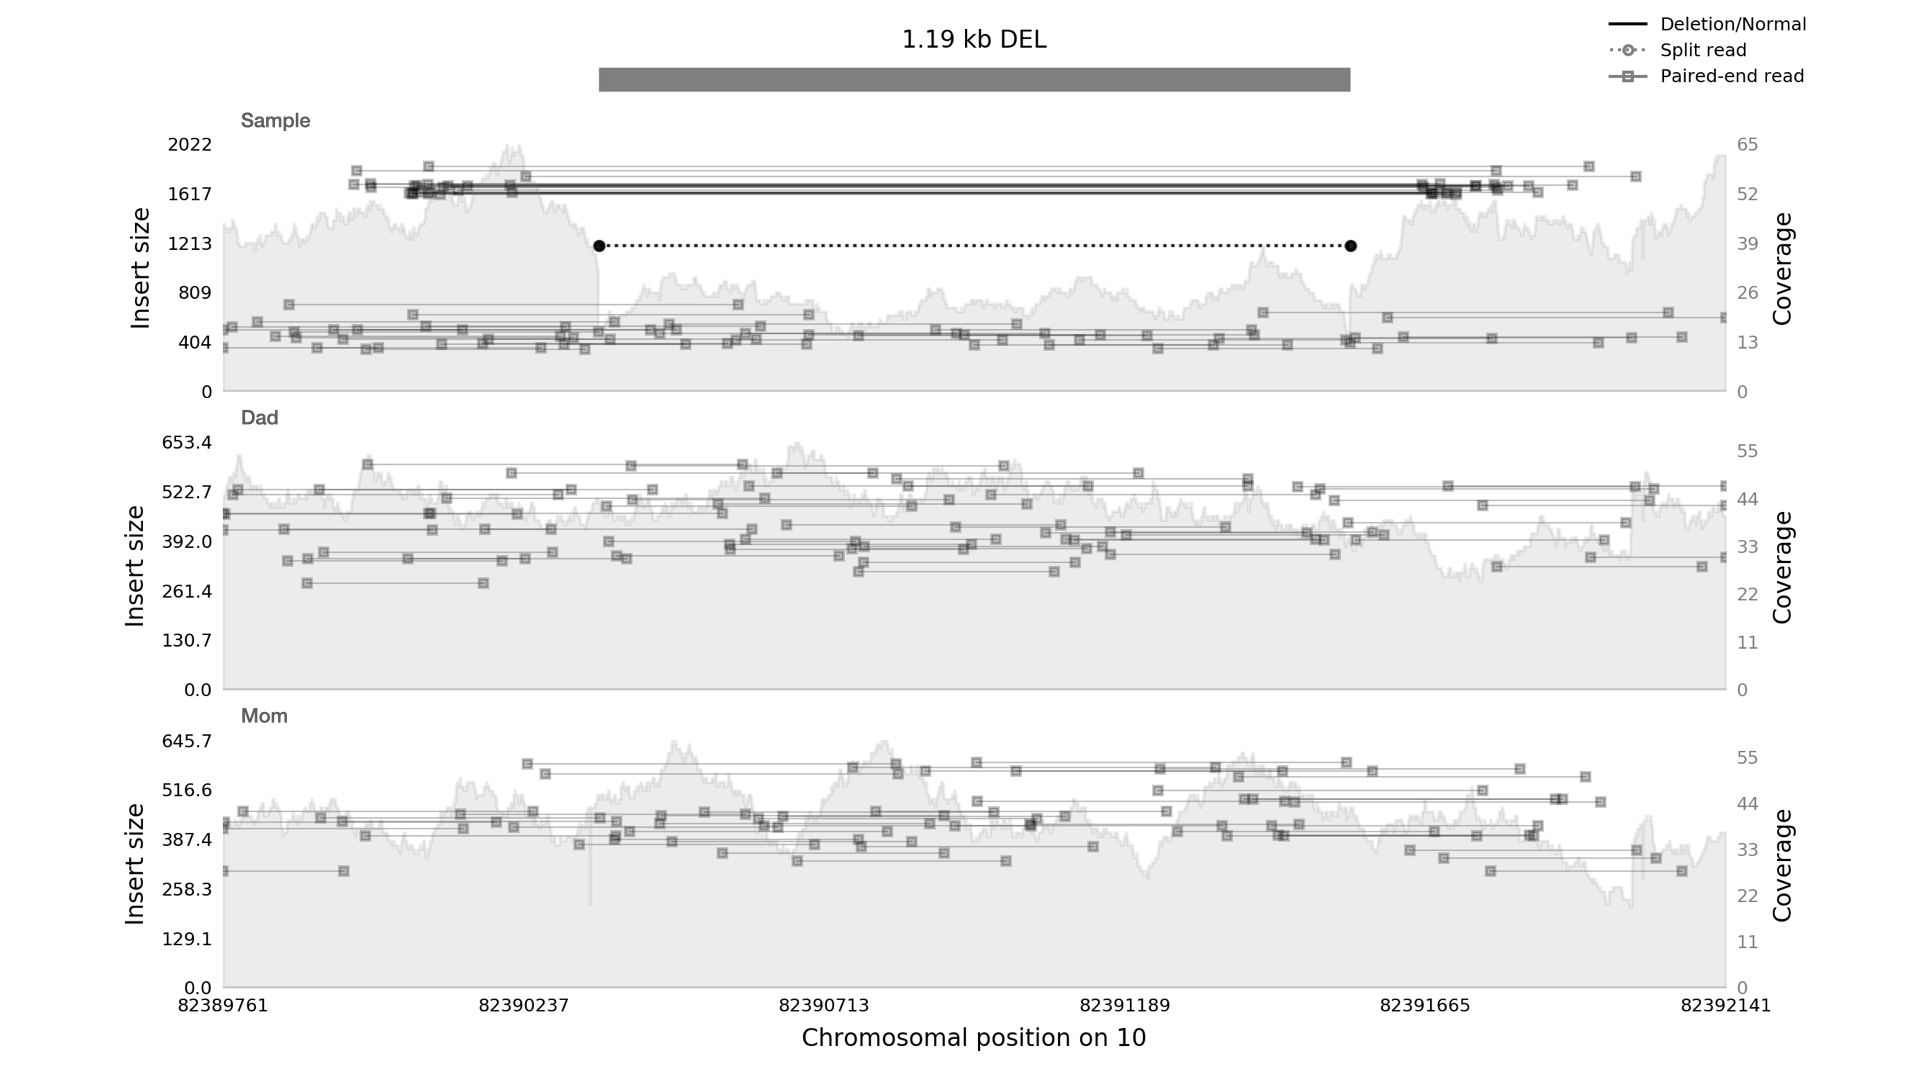 1.19 kb DEL
Deletion/Normal
Split read
Paired-end read
Sample
2022
1617
1213
809
404
0
Insert size
65
52
39
26
13
0
Coverage
Dad
653.4
522.7
392.0
261.4
130.7
0.0
Insert size
55
44
33
22
11
0
Coverage
Mom
645.7
516.6
387.4
258.3
129.1
0.0
Insert size
55
44
33
22
11
0
Coverage
82389761 82390237 82390713 82391189 82391665 82392141
Chromosomal position on 10